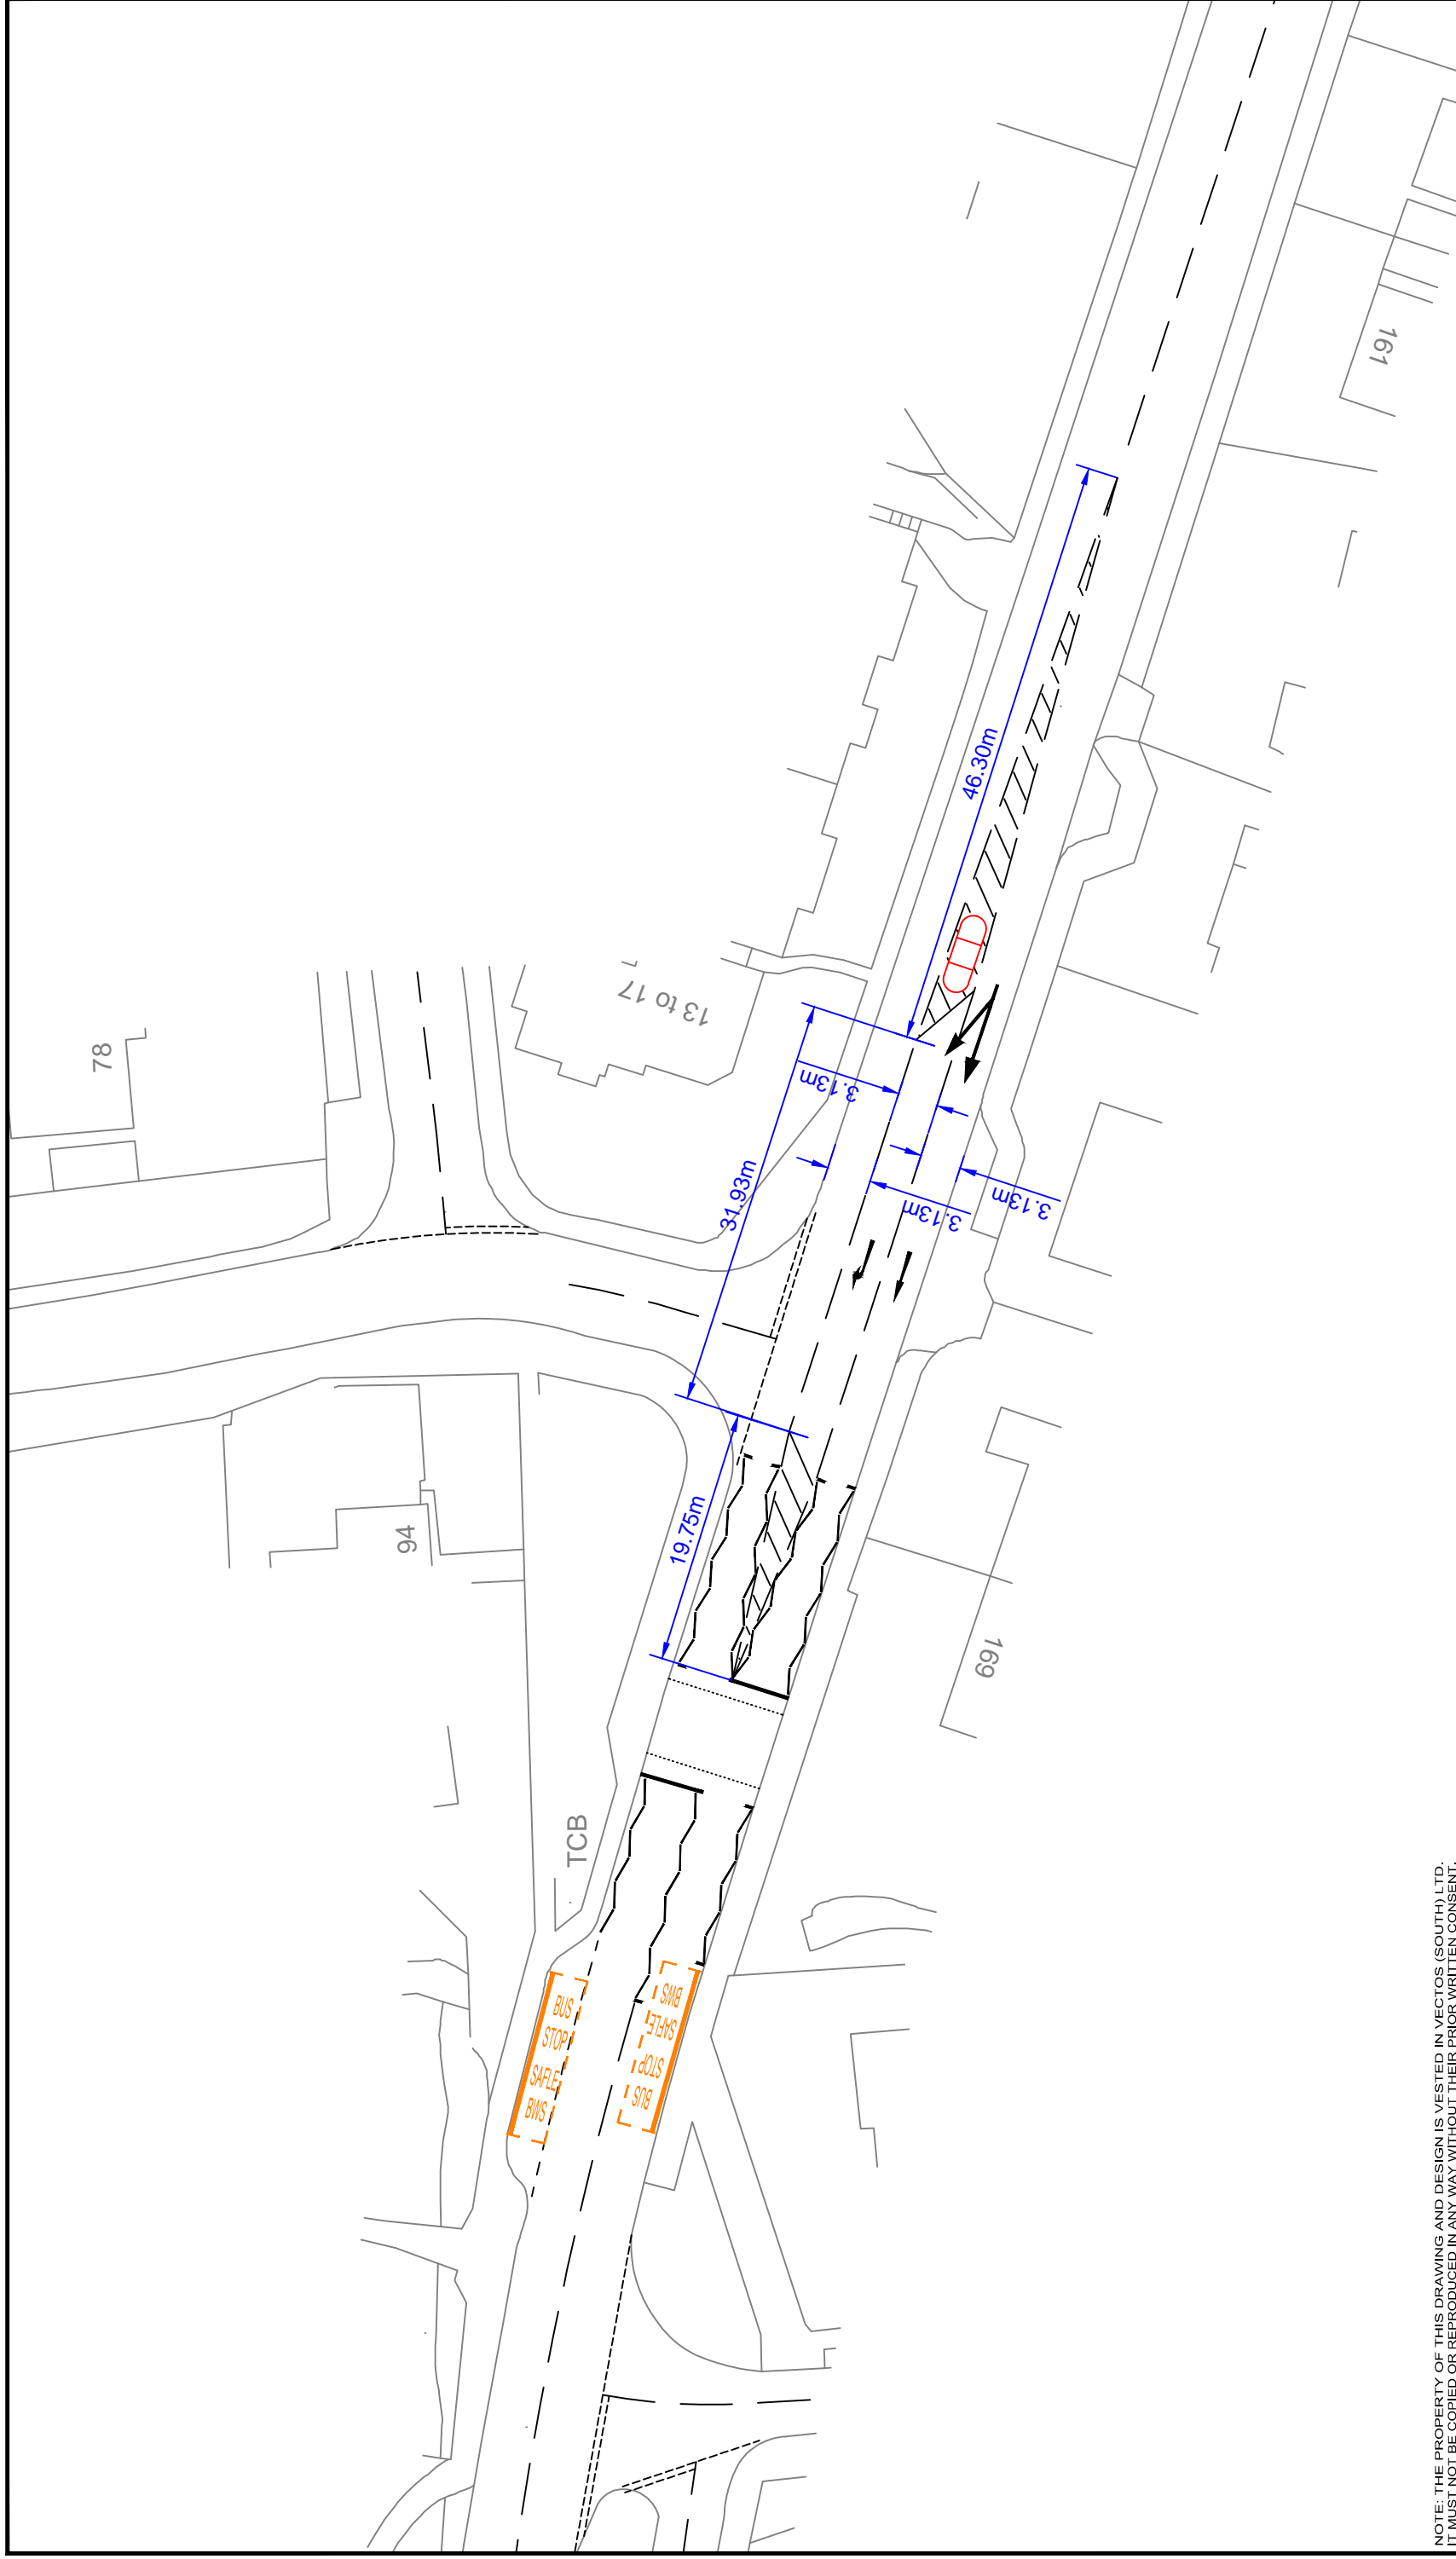 78
13 to 17
161
46.30m
3.13m
31.93m
3.13m
3.13m
94
19.75m
169
TCB
BUS
STOP
SAFLE
BWS
BWS
SAFLE
STOP
BUS
NOTE: THE PROPERTY OF THIS DRAWING AND DESIGN IS VESTED IN VECTOS (SOUTH) LTD.
IT MUST NOT BE COPIED OR REPRODUCED IN ANY WAY WITHOUT THEIR PRIOR WRITTEN CONSENT.